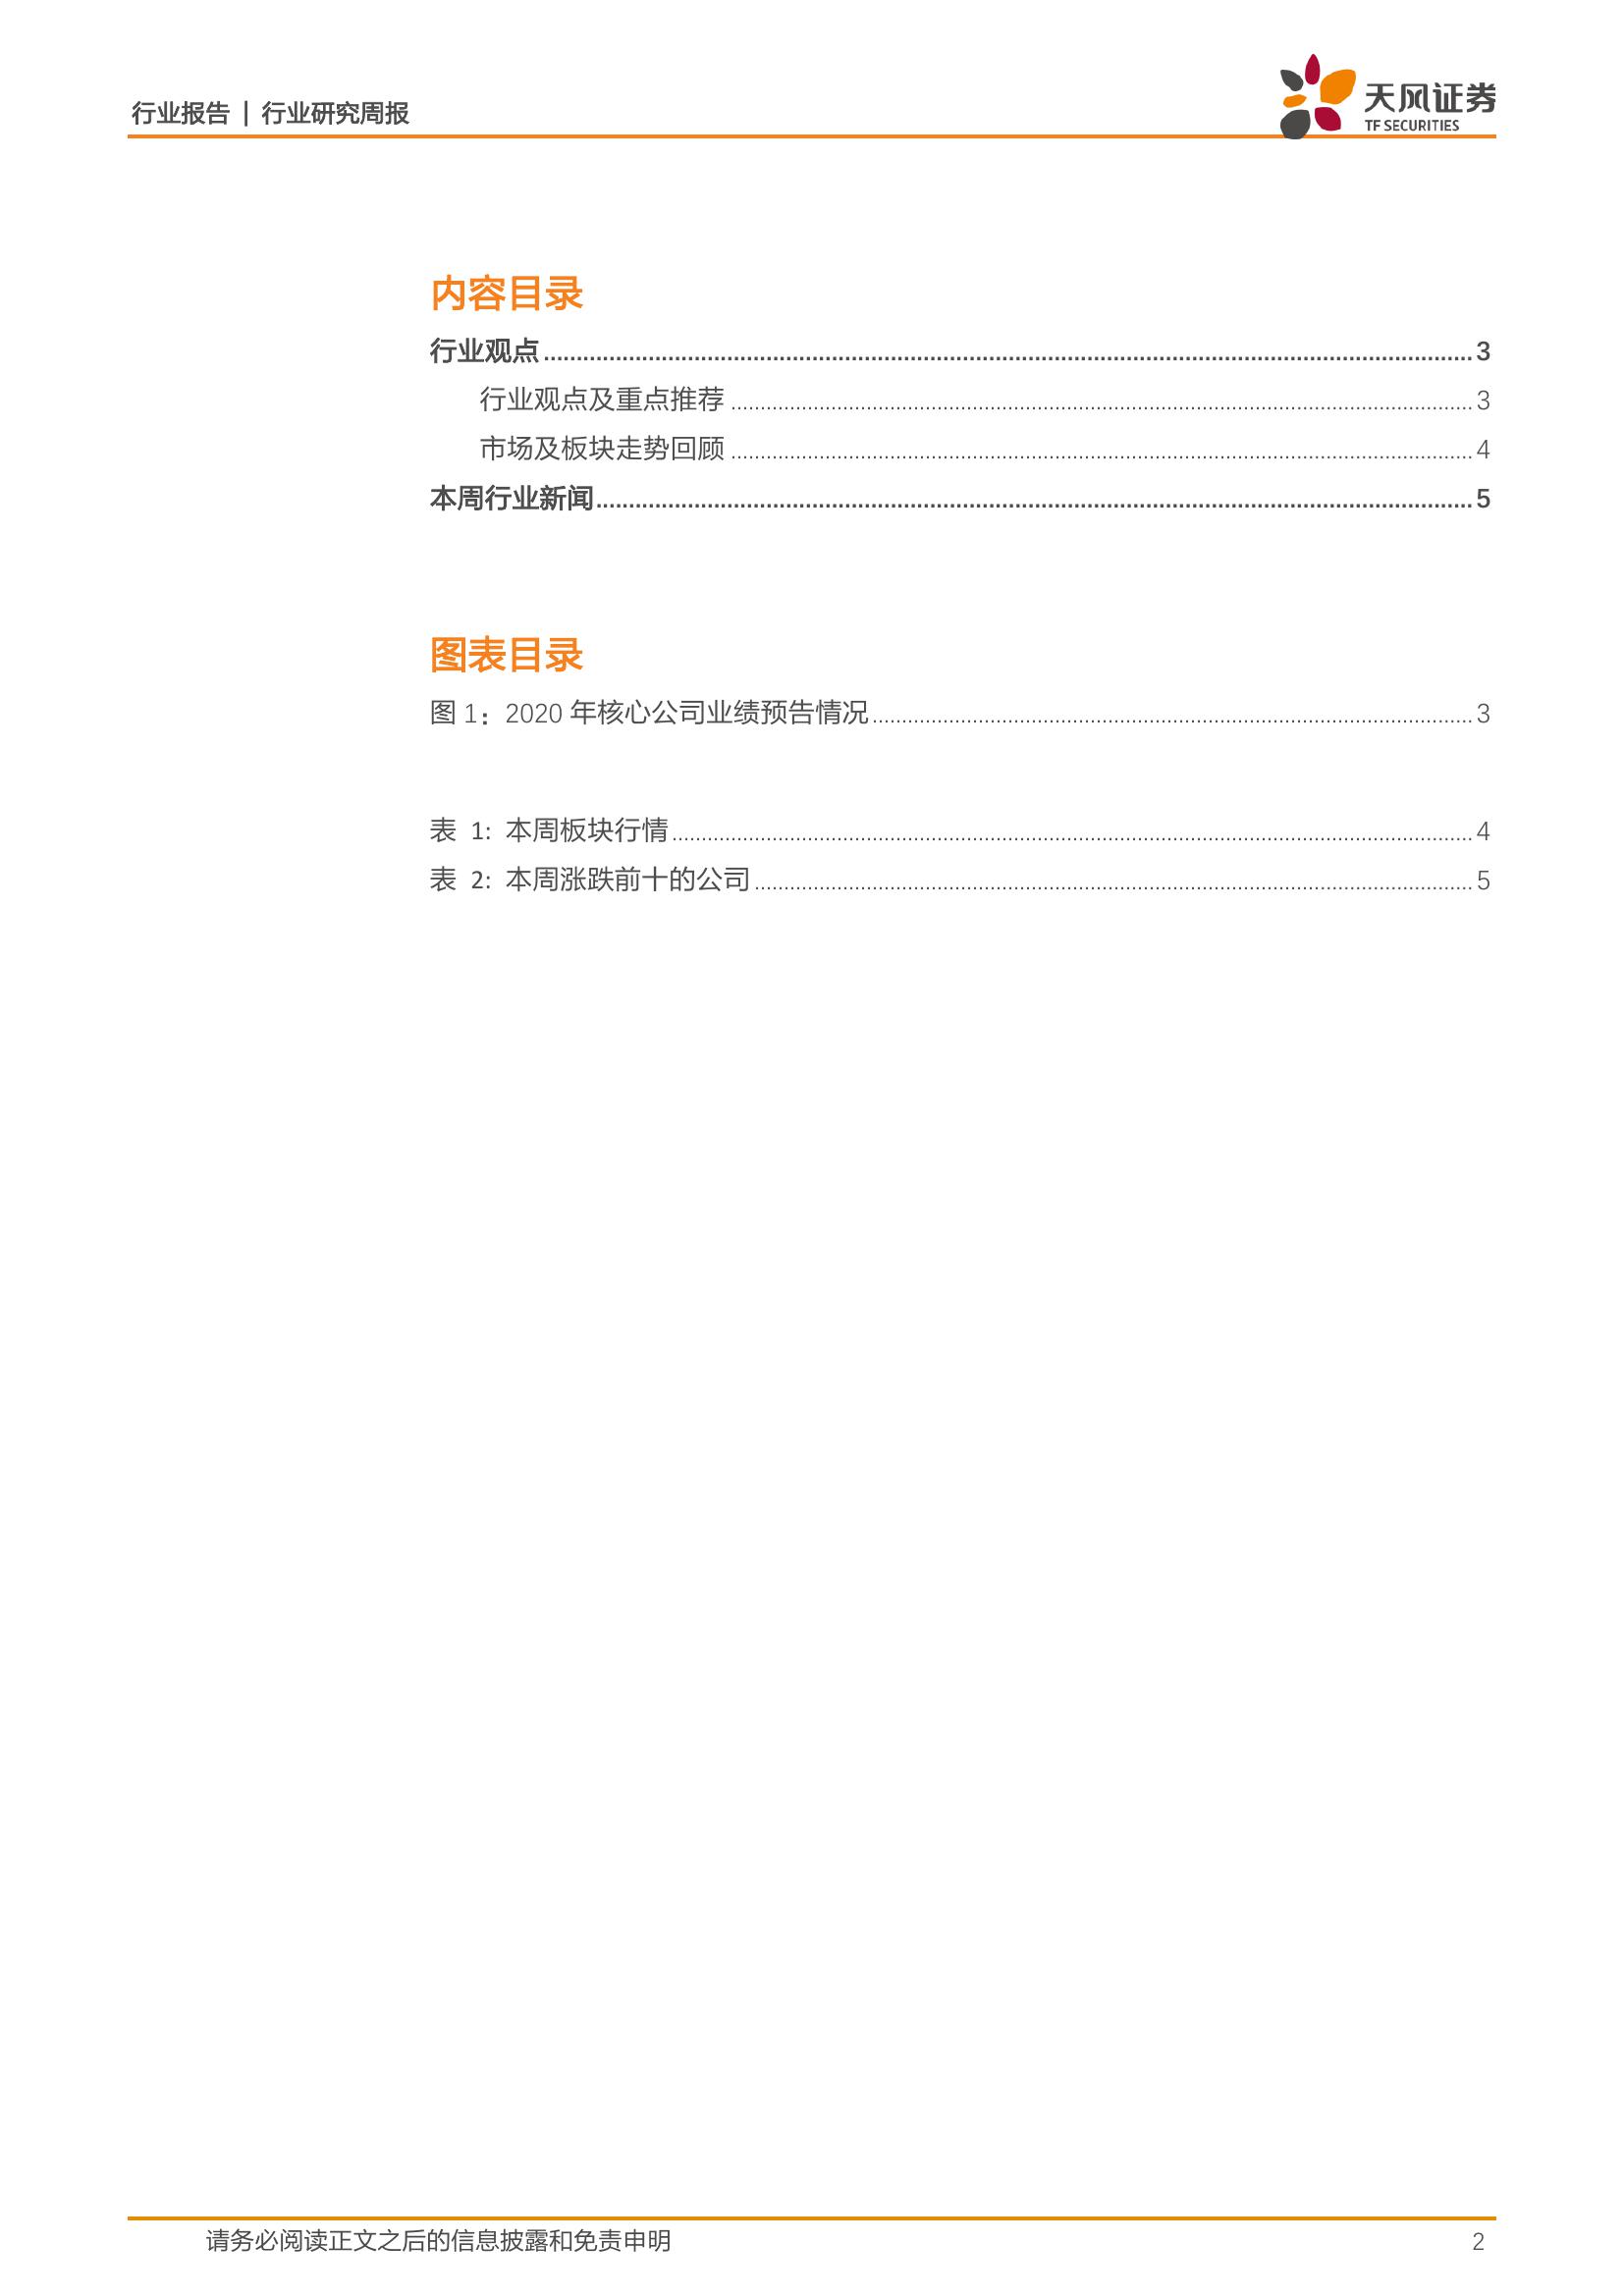 行业报告 | 行业研究周报
天风证券
TF SECURITIES
内容目录
行业观点........................................................3
行业观点及重点推荐........................................................3
市场及板块走势回顾........................................................4
本周行业新闻........................................................5
图表目录
图 1：2020 年核心公司业绩预告情况........................................................3
表 1: 本周板块行情........................................................4
表 2: 本周涨跌前十的公司........................................................5
请务必阅读正文之后的信息披露和免责申明 2